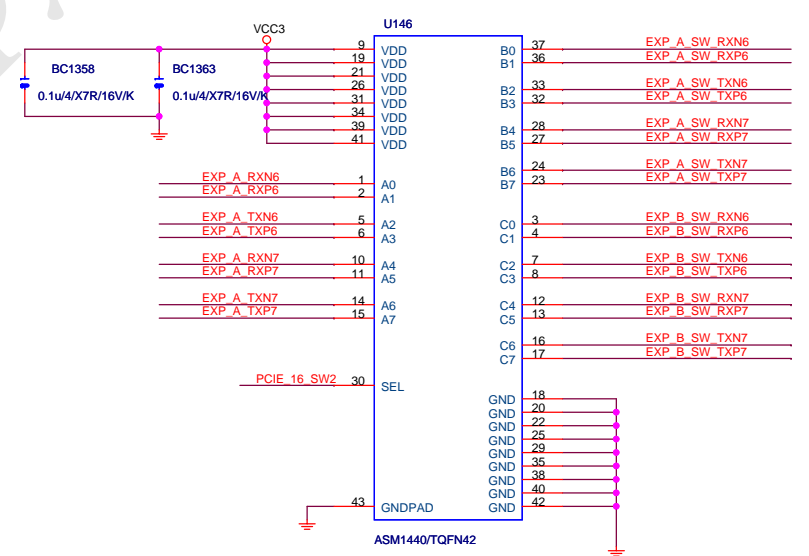 U146
VCC3
BC1358
0.1u/4/X7R/16V/K
BC1363
0.1u/4/X7R/16V/K
9 VDD
19 VDD
21 VDD
26 VDD
31 VDD
34 VDD
39 VDD
41 VDD
EXP_A_RXN6 1 A0
EXP_A_RXP6 2 A1
EXP_A_TXN6 5 A2
EXP_A_TXP6 6 A3
EXP_A_RXN7 10 A4
EXP_A_RXP7 11 A5
EXP_A_TXN7 14 A6
EXP_A_TXP7 15 A7
PCIE_16_SW2 30 SEL
43 GNDPAD
B0 37 EXP_A_SW_RXN6
B1 36 EXP_A_SW_RXP6
B2 33 EXP_A_SW_TXN6
B3 32 EXP_A_SW_TXP6
B4 28 EXP_A_SW_RXN7
B5 27 EXP_A_SW_RXP7
B6 24 EXP_A_SW_TXN7
B7 23 EXP_A_SW_TXP7
C0 3 EXP_B_SW_RXN6
C1 4 EXP_B_SW_RXP6
C2 7 EXP_B_SW_TXN6
C3 8 EXP_B_SW_TXP6
C4 12 EXP_B_SW_RXN7
C5 13 EXP_B_SW_RXP7
C6 16 EXP_B_SW_TXN7
C7 17 EXP_B_SW_TXP7
GND 18
GND 20
GND 22
GND 25
GND 29
GND 35
GND 38
GND 40
GND 42
ASM1440/TQFN42